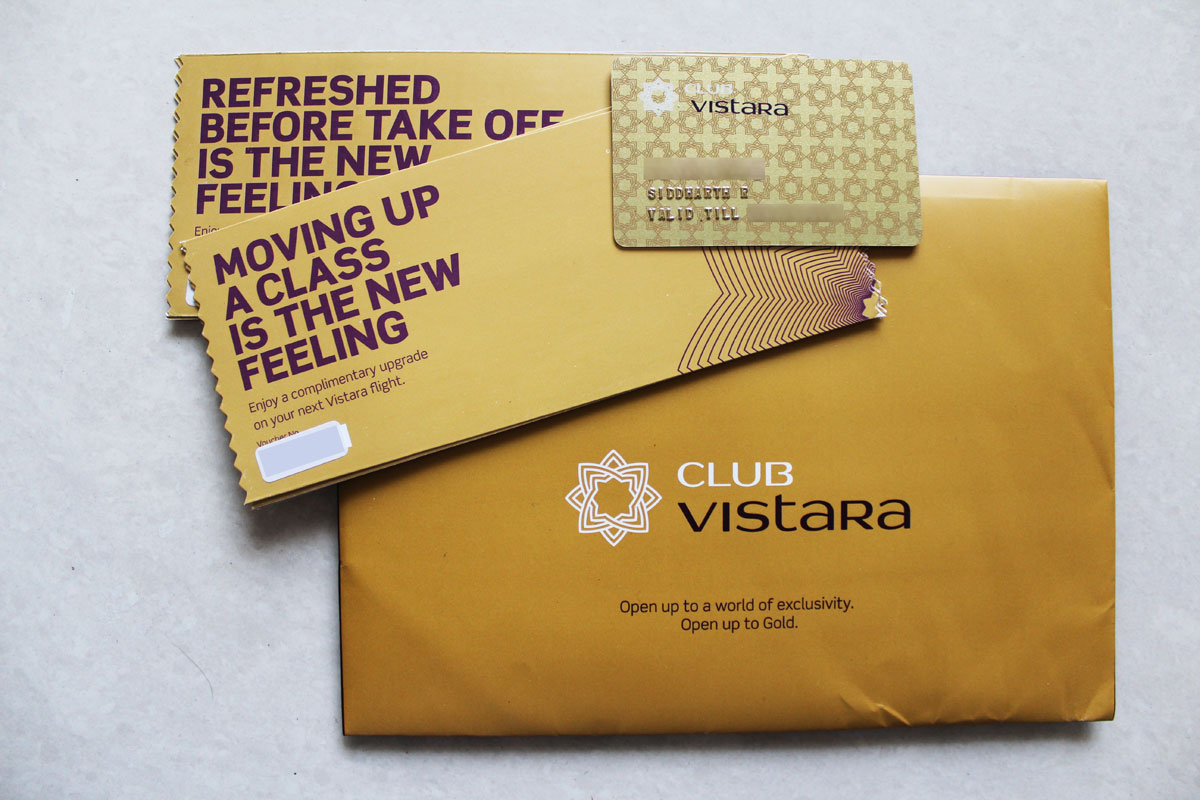 REFRESHED
BEFORE TAKE OFF
IS THE NEW
FEELING
MOVING UP
A CLASS
IS THE NEW
FEELING
Enjoy a complimentary upgrade
on your next Vistara flight.
Voucher No
CLUB
VISTARA
SIDDHARTH R
VALID TILL
CLUB
VISTARA
Open up to a world of exclusivity.
Open up to Gold.